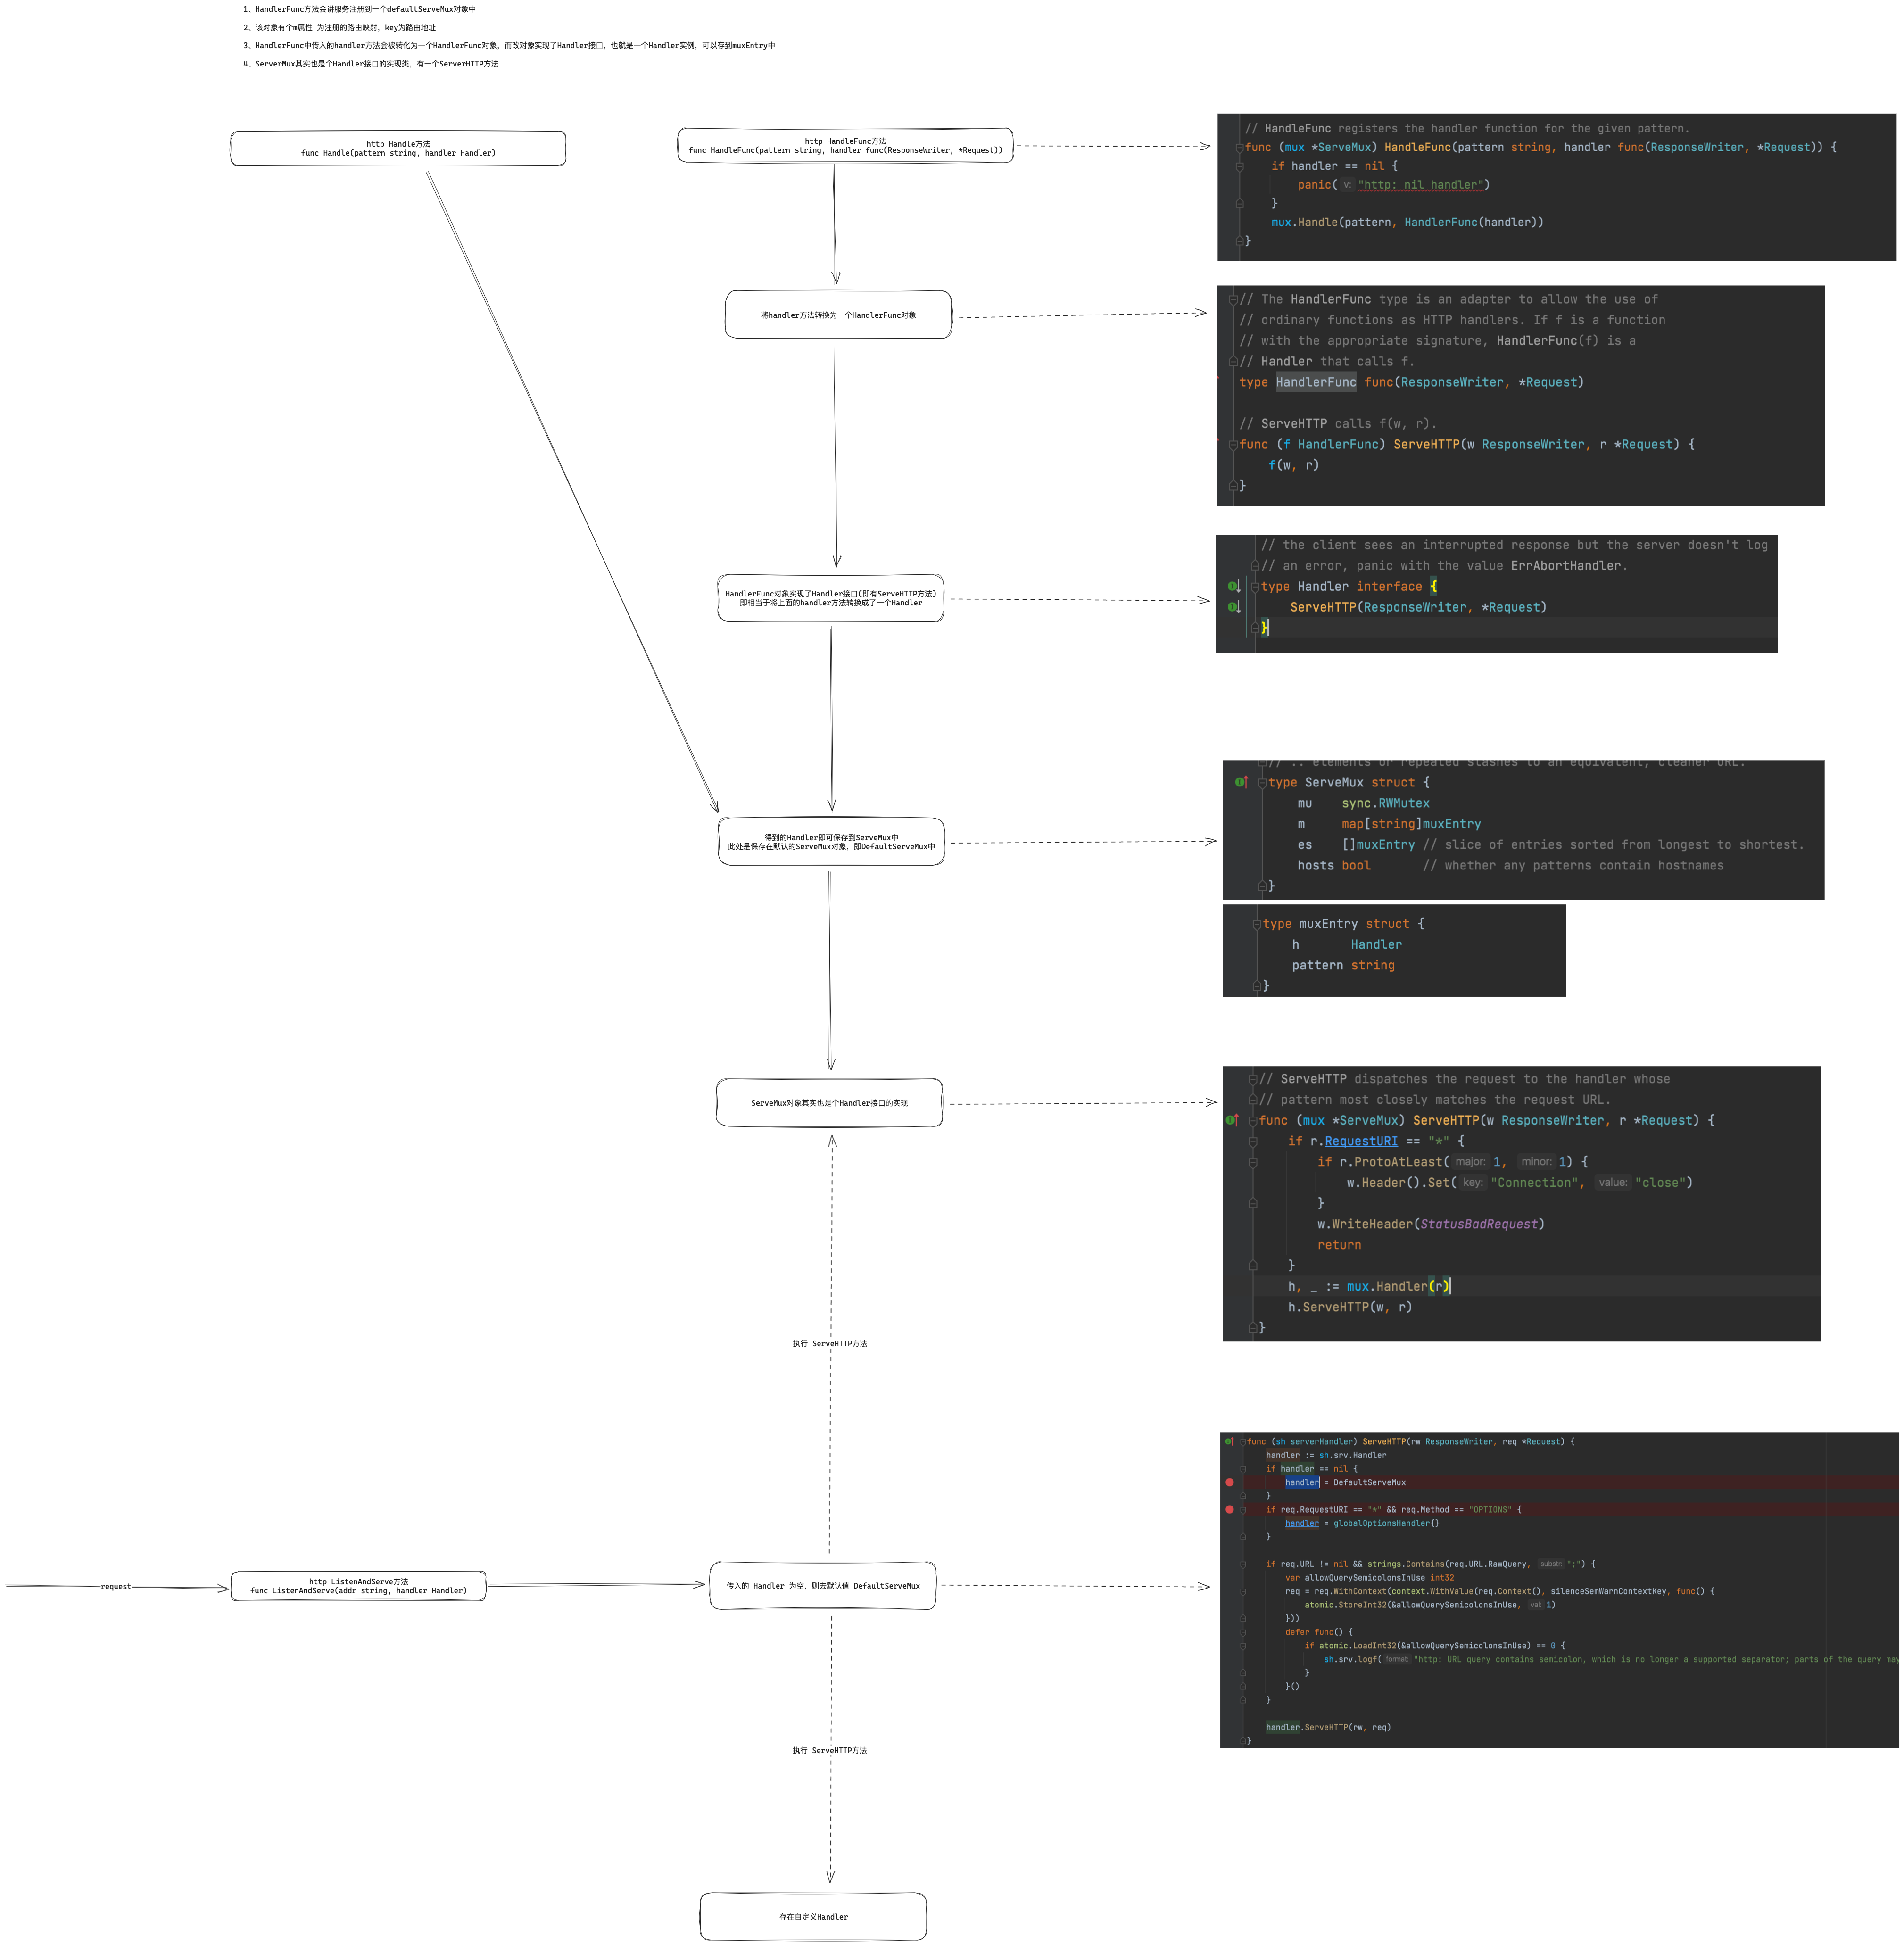 1、HandlerFunc方法会讲服务注册到一个defaultServeMux对象中
2、该对象有个m属性 为注册的路由映射，key为路由地址
3、HandlerFunc中传入的handler方法会被转化为一个HandlerFunc对象，而改对象实现了Handler接口，也就是一个Handler实例，可以存到muxEntry中
4、ServerMux其实也是个Handler接口的实现类，有一个ServerHTTP方法
http Handle方法
func Handle(pattern string, handler Handler)
http HandleFunc方法
func HandleFunc(pattern string, handler func(ResponseWriter, *Request))
// HandleFunc registers the handler function for the given pattern.
func (mux *ServeMux) HandleFunc(pattern string, handler func(ResponseWriter, *Request)) {
if handler == nil {
panic( v: "http: nil handler")
}
mux.Handle(pattern, HandlerFunc(handler))
}
将handler方法转换为一个HandlerFunc对象
// The HandlerFunc type is an adapter to allow the use of
// ordinary functions as HTTP handlers. If f is a function
// with the appropriate signature, HandlerFunc(f) is a
// Handler that calls f.
type HandlerFunc func(ResponseWriter, *Request)
// ServeHTTP calls f(w, r).
func (f HandlerFunc) ServeHTTP(w ResponseWriter, r *Request) {
f(w, r)
}
HandlerFunc对象实现了Handler接口(即有ServeHTTP方法)
即相当于将上面的handler方法转换成了一个Handler
// the client sees an interrupted response but the server doesn't log
// an error, panic with the value ErrAbortHandler.
type Handler interface {
ServeHTTP(ResponseWriter, *Request)
}
得到的Handler即可保存到ServeMux中
此处是保存在默认的ServeMux对象，即DefaultServeMux中
// .. elements or repeated slashes to an equivalent, cleaner URL.
type ServeMux struct {
mu sync.RWMutex
m map[string]muxEntry
es []muxEntry // slice of entries sorted from longest to shortest.
hosts bool // whether any patterns contain hostnames
}
type muxEntry struct {
h Handler
pattern string
}
ServeMux对象其实也是个Handler接口的实现
// ServeHTTP dispatches the request to the handler whose
// pattern most closely matches the request URL.
func (mux *ServeMux) ServeHTTP(w ResponseWriter, r *Request) {
if r.RequestURI == "*" {
if r.ProtoAtLeast( major: 1, minor: 1) {
w.Header().Set( key: "Connection", value: "close")
}
w.WriteHeader(StatusBadRequest)
return
}
h, _ := mux.Handler(r)
h.ServeHTTP(w, r)
}
执行 ServeHTTP方法
request
http ListenAndServe方法
func ListenAndServe(addr string, handler Handler)
传入的 Handler 为空，则去默认值 DefaultServeMux
func (sh serverHandler) ServeHTTP(rw ResponseWriter, req *Request) {
handler := sh.srv.Handler
if handler == nil {
handler = DefaultServeMux
}
if req.RequestURI == "*" && req.Method == "OPTIONS" {
handler = globalOptionsHandler{}
}
if req.URL != nil && strings.Contains(req.URL.RawQuery, substr: ";") {
var allowQuerySemicolonsInUse int32
req = req.WithContext(context.WithValue(req.Context(), silenceSemWarnContextKey, func() {
atomic.StoreInt32(&allowQuerySemicolonsInUse, val: 1)
}))
defer func() {
if atomic.LoadInt32(&allowQuerySemicolonsInUse) == 0 {
sh.srv.logf( format: "http: URL query contains semicolon, which is no longer a supported separator; parts of the query may
}
}()
}
handler.ServeHTTP(rw, req)
}
执行 ServeHTTP方法
存在自定义Handler